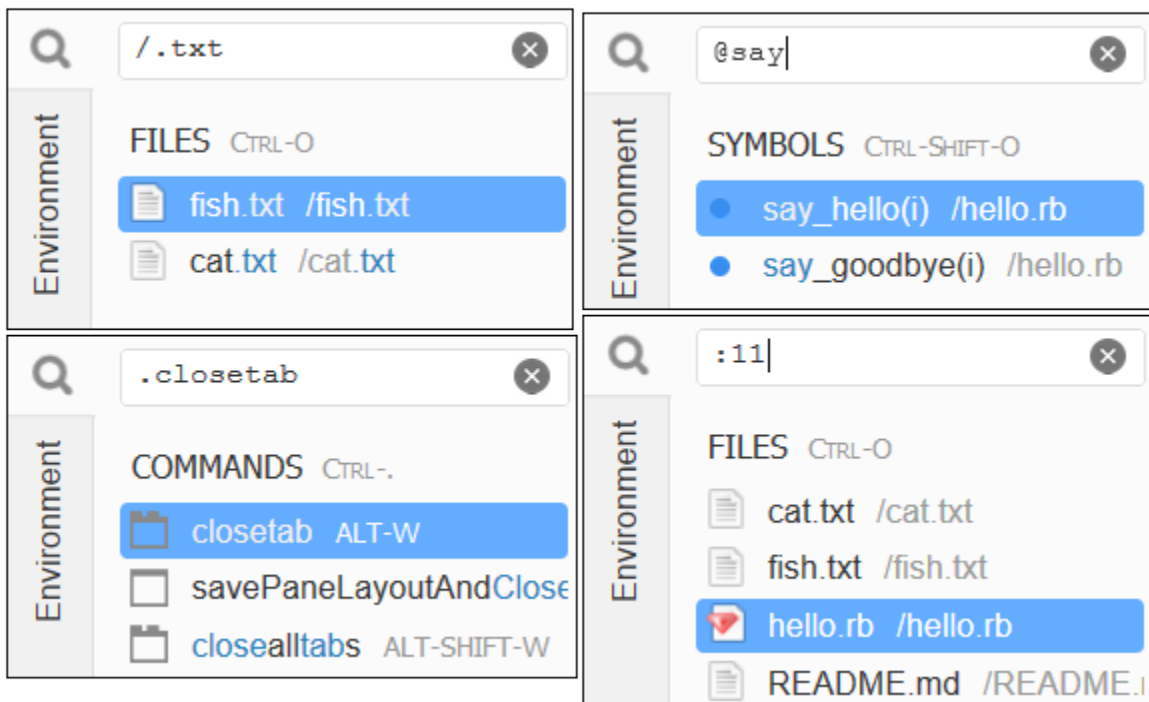 /.txt
Environment
FILES CTRL-O
fish.txt /fish.txt
cat.txt /cat.txt
@say
Environment
SYMBOLS CTRL-SHIFT-O
say_hello(i) /hello.rb
say_goodbye(i) /hello.rb
.closetab
Environment
COMMANDS CTRL-.
closetab ALT-W
savePaneLayoutAndClose
closealltabs ALT-SHIFT-W
:11
Environment
FILES CTRL-O
cat.txt /cat.txt
fish.txt /fish.txt
hello.rb /hello.rb
README.md /README.